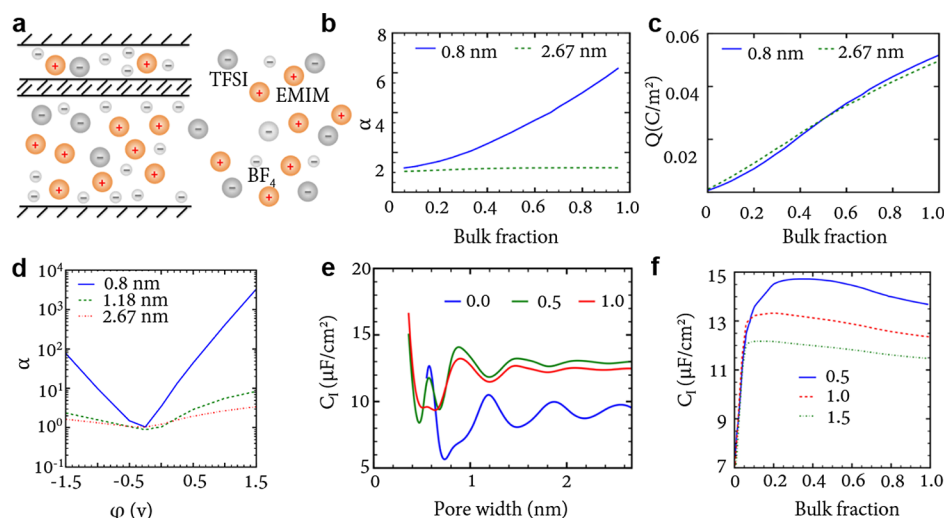 a
TFSI
EMIM
BF4
b
α
8
6
4
2
0.8 nm
2.67 nm
0 0.2 0.4 0.6 0.8 1.0
Bulk fraction
c
Q(C/m²)
0.06
0.04
0.02
0.8 nm
2.67 nm
0 0.2 0.4 0.6 0.8 1.0
Bulk fraction
d
α
10⁴
10³
10²
10¹
10⁰
10⁻¹
0.8 nm
1.18 nm
2.67 nm
-1.5 -0.5 0.5 1.5
φ (v)
e
C_I (µF/cm²)
20
15
10
5
0.0 0.5 1.0
0 1 2
Pore width (nm)
f
C_I (µF/cm²)
15
13
11
9
7
0.5
1.0
1.5
0 0.2 0.4 0.6 0.8 1.0
Bulk fraction